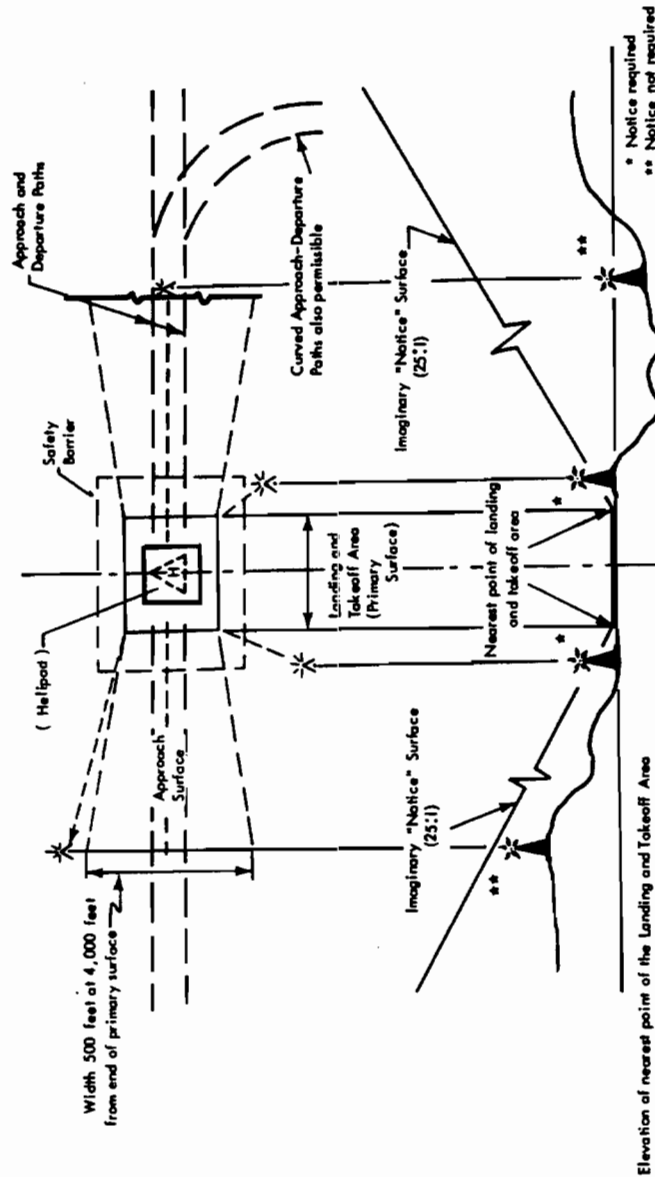 Approach and
Departure Paths
Safety
Barrier
( Helipad )
Width 500 feet at 4,000 feet
from end of primary surface
Approach
Surface
H
Curved Approach-Departure
Paths also permissible
Landing and
Takeoff Area
(Primary
Surface)
Imaginary "Notice" Surface
(25:1)
Imaginary "Notice" Surface
(25:1)
Nearest point of landing
and takeoff area
**
*
*
**
Elevation of nearest point of the Landing and Takeoff Area
* Notice required
** Notice not required